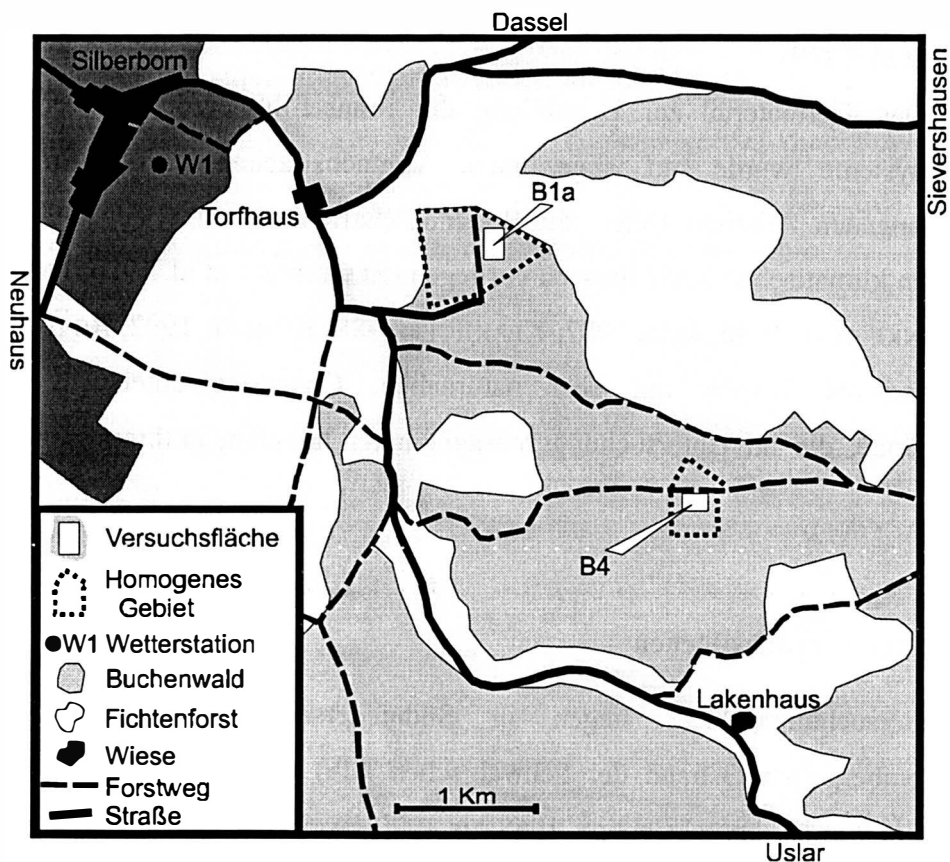 Dassel
Silberborn
W1
Torfhaus
B1a
Sievershausen
Neuhaus
B4
Lakenhaus
Versuchsfläche
Homogenes
Gebiet
W1 Wetterstation
Buchenwald
Fichtenforst
Wiese
Forstweg
Straße
1 Km
Uslar